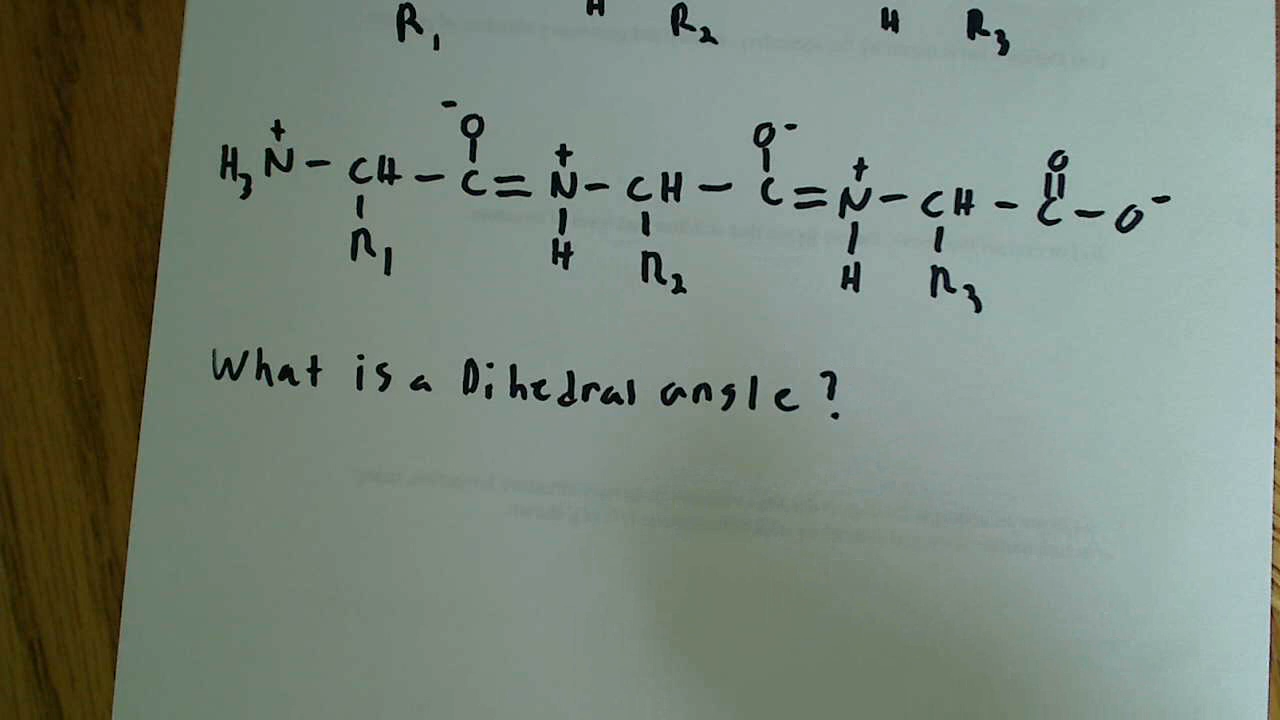 R1 H R2 H R3
- O O- O
H3N+ - CH - C = N+ - CH - C = N+ - CH - C - O-
R1 H R2 H R3
What is a Dihedral angle?